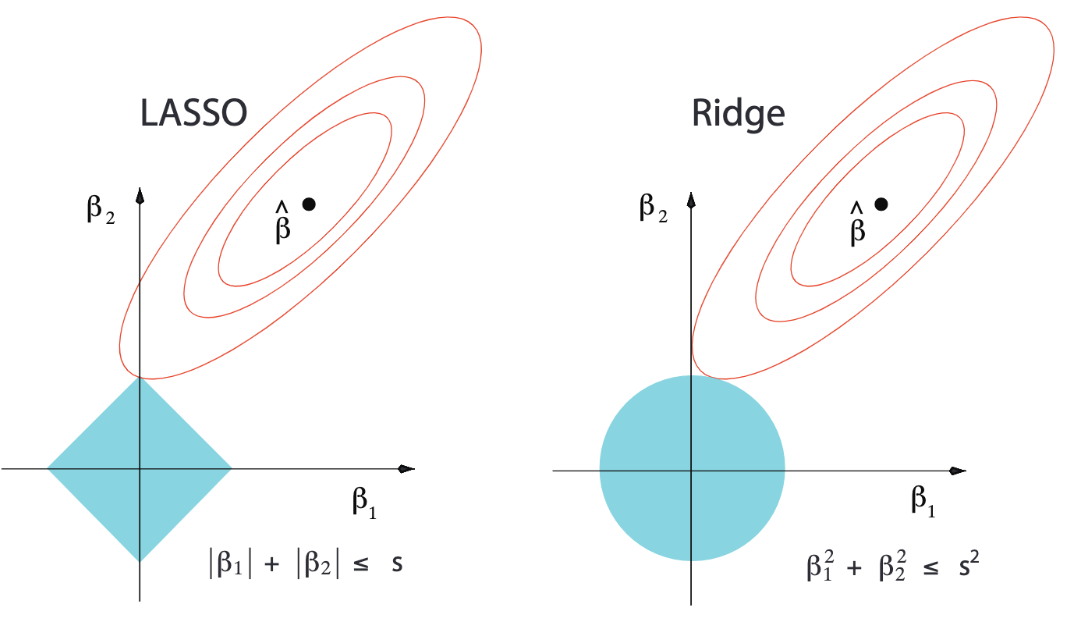 LASSO
β₂
β̂
β₁
|β₁| + |β₂| ≤ s
Ridge
β₂
β̂
β₁
β₁² + β₂² ≤ s²